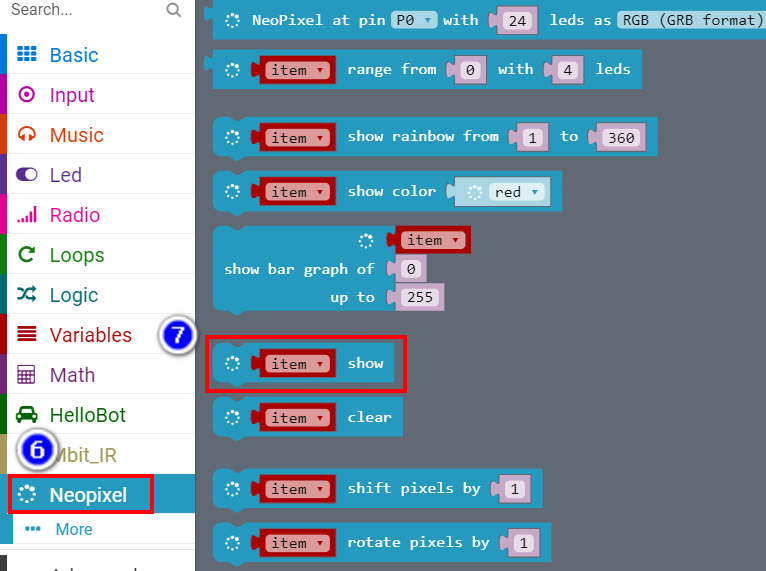 Search...
Basic
Input
Music
Led
Radio
Loops
Logic
Variables
Math
HelloBot
Mbit_IR
Neopixel
More
NeoPixel at pin P0 with 24 leds as RGB (GRB format)
item range from 0 with 4 leds
item show rainbow from 1 to 360
item show color red
item
show bar graph of 0
up to 255
7
item show
item clear
6
item shift pixels by 1
item rotate pixels by 1